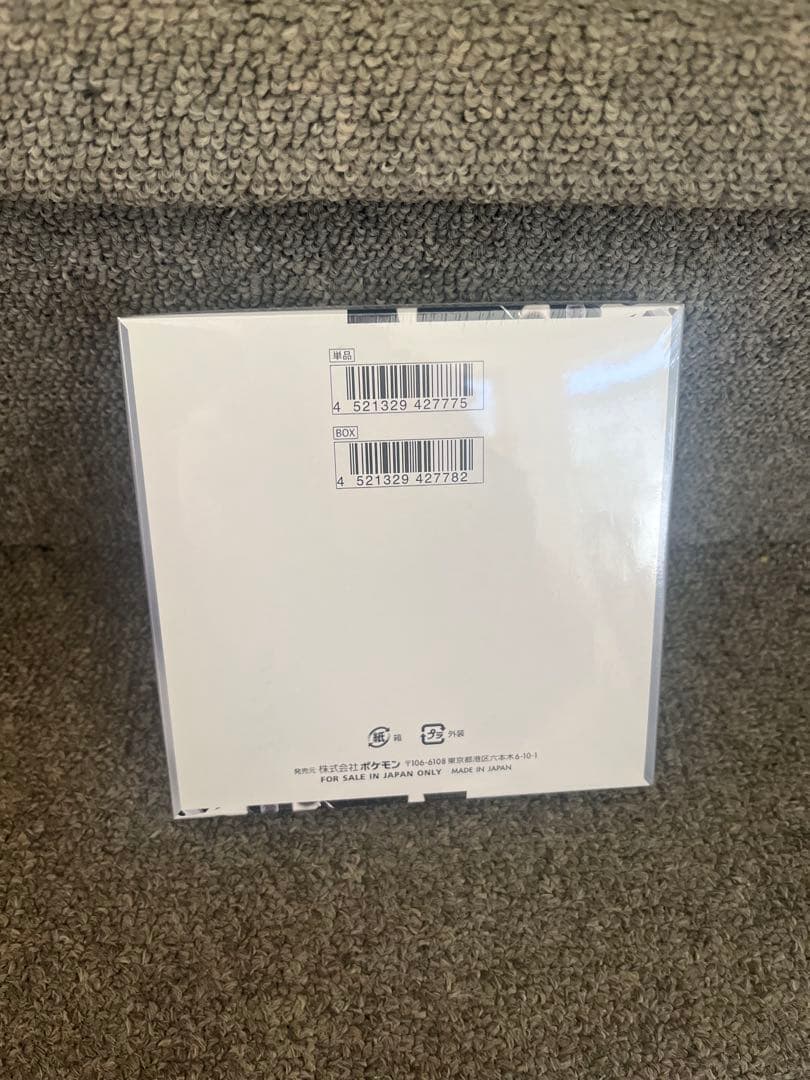 単品
4 521329 427775
BOX
4 521329 427782
紙 箱
プラ 外装
発売元 株式会社ポケモン 〒106-6108 東京都港区六本木6-10-1
FOR SALE IN JAPAN ONLY MADE IN JAPAN